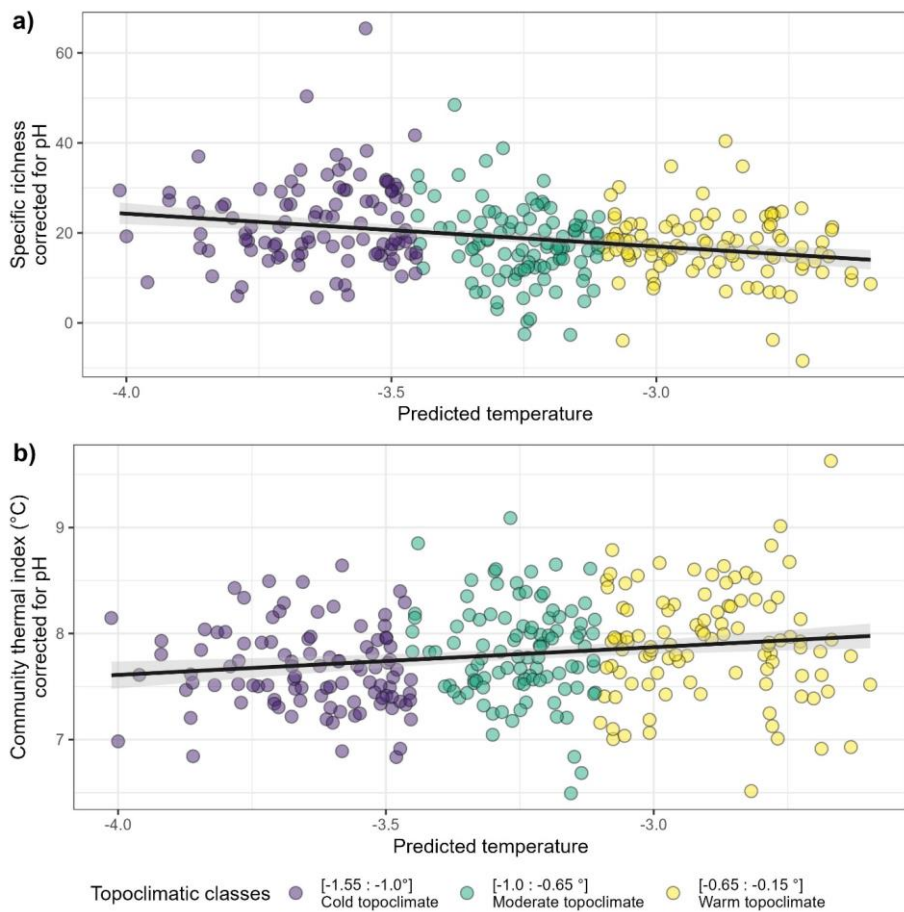 a)
Specific richness
corrected for pH
60
40
20
0
-4.0
-3.5
-3.0
Predicted temperature
b)
Community thermal index (°C)
corrected for pH
9
8
7
-4.0
-3.5
-3.0
Predicted temperature
Topoclimatic classes
[-1.55 : -1.0°]
Cold topoclimate
[-1.0 : -0.65 °]
Moderate topoclimate
[-0.65 : -0.15 °]
Warm topoclimate